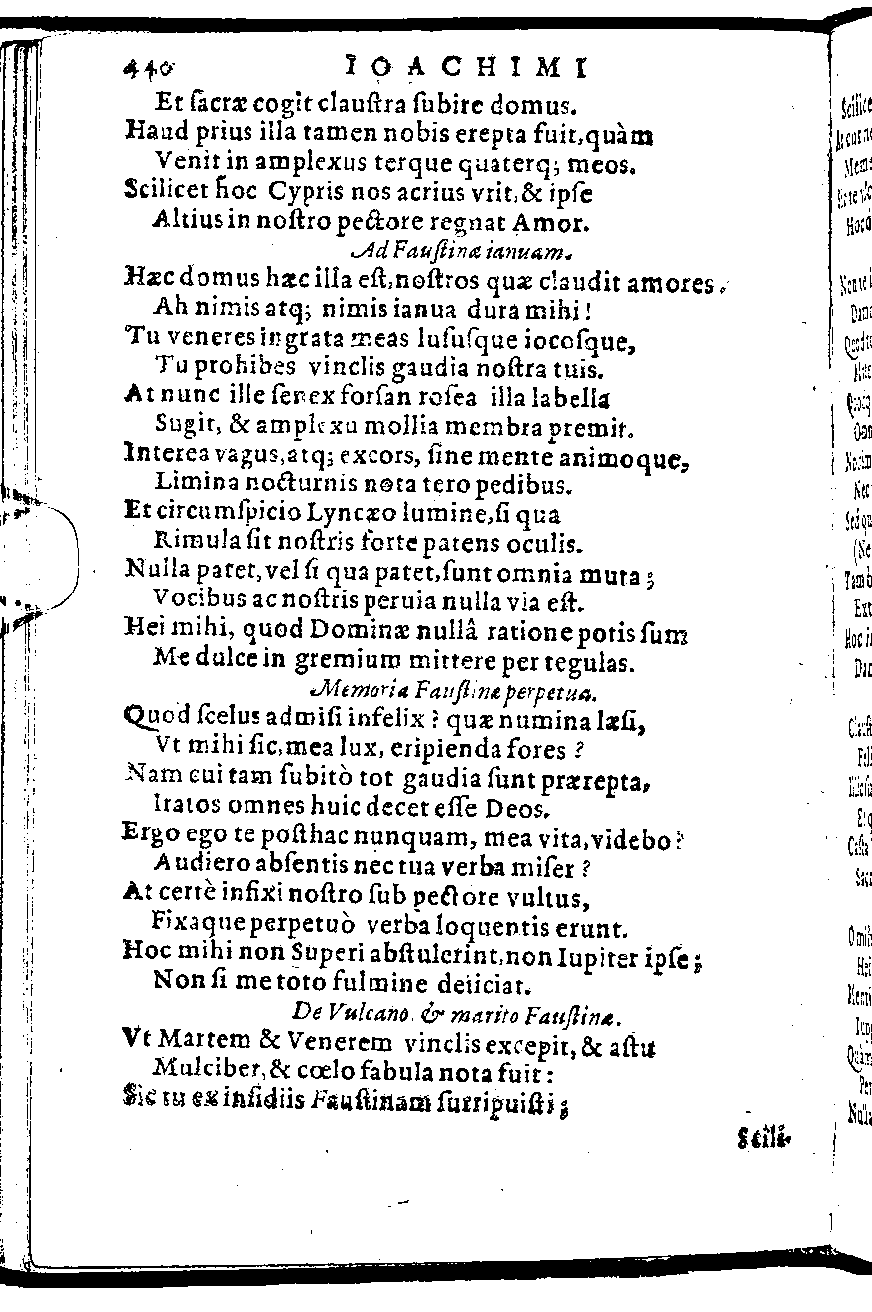 440 IOACHIMI
Et ſacræ cogit clauſtra ſubire domus.
Haud prius illa tamen nobis erepta fuit, quàm
Venit in amplexus terque quaterq; meos.
Scilicet hoc Cypris nos acrius vrit, & ipſe
Altius in noſtro pectore regnat Amor.
Ad Fauſtinæ ianuam.
Hæc domus hæc illa eſt, noſtros quæ claudit amores.
Ah nimis atq; nimis ianua dura mihi!
Tu veneres ingrata meas luſuſque iocoſque,
Tu prohibes vinclis gaudia noſtra tuis.
At nunc ille ſenex forſan roſea illa labella
Sugit, & amplexu mollia membra premit.
Interea vagus, atq; excors, ſine mente animoque,
Limina nocturnis nota tero pedibus.
Et circumſpicio Lyncæo lumine, ſi qua
Rimula ſit noſtris forte patens oculis.
Nulla patet, vel ſi qua patet, ſunt omnia muta;
Vocibus ac noſtris peruia nulla via eſt.
Hei mihi, quod Dominæ nullâ ratione potis ſum
Me dulce in gremium mittere per tegulas.
Memoria Fauſtinæ perpetua.
Quod ſcelus admiſi infelix? quæ numina læſi,
Vt mihi ſic, mea lux, eripienda fores?
Nam cui tam ſubitò tot gaudia ſunt prærepta,
Iratos omnes huic decet eſſe Deos.
Ergo ego te poſthac nunquam, mea vita, videbo?
Audiero abſentis nec tua verba miſer?
At certè infixi noſtro ſub pectore vultus,
Fixaque perpetuò verba loquentis erunt.
Hoc mihi non Superi abſtulerint, non Iupiter ipſe;
Non ſi me toto fulmine deiiciat.
De Vulcano & marito Fauſtinæ.
Vt Martem & Venerem vinclis excepit, & aſtu
Mulciber, & cœlo fabula nota fuit:
Sic tu ex inſidiis Fauſtinam ſurripuiſti;
Scili-